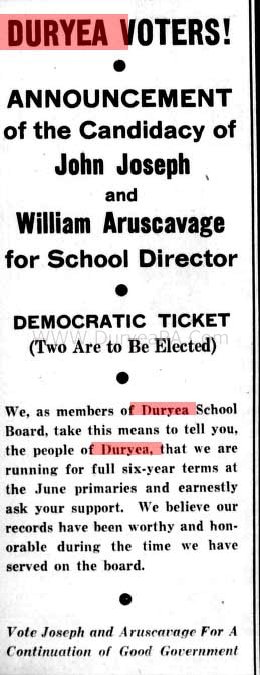 DURYEA VOTERS!
ANNOUNCEMENT
of the Candidacy of
John Joseph
and
William Aruscavage
for School Director
DEMOCRATIC TICKET
www.DuryeaPA.Com
(Two Are to Be Elected)
We, as members of Duryea School
Board, take this means to tell you,
the people of Duryea, that we are
running for full six-year terms at
the June primaries and earnestly
ask your support. We believe our
records have been worthy and hon-
orable during the time we have
served on the board.
Vote Joseph and Aruscavage For A
Continuation of Good Government